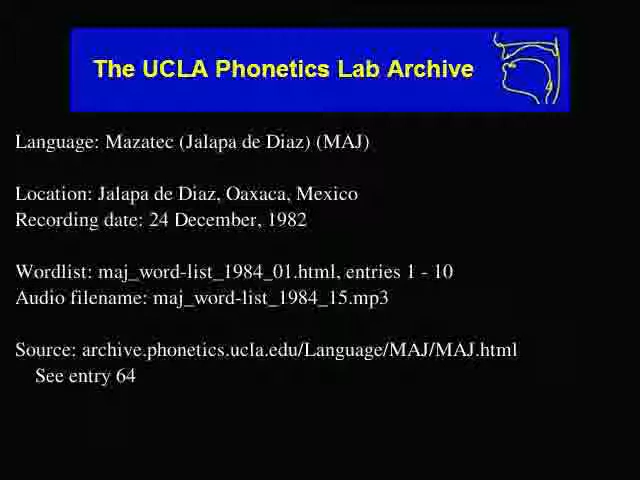 The UCLA Phonetics Lab Archive
Language: Mazatec (Jalapa de Diaz) (MAJ)
Location: Jalapa de Diaz, Oaxaca, Mexico
Recording date: 24 December, 1982
Wordlist: maj_word-list_1984_01.html, entries 1 - 10
Audio filename: maj_word-list_1984_15.mp3
Source: archive.phonetics.ucla.edu/Language/MAJ/MAJ.html
See entry 64